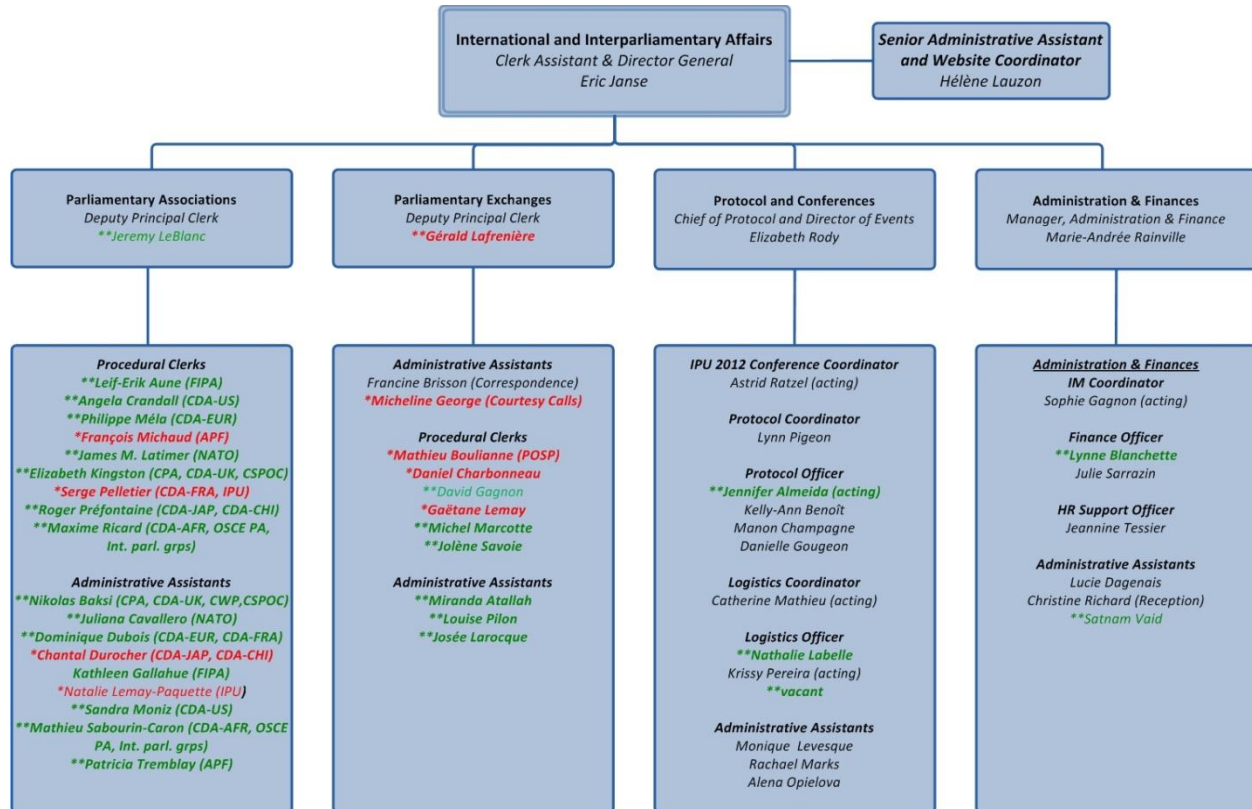 International and Interparliamentary Affairs
Clerk Assistant & Director General
Eric Janse
Senior Administrative Assistant
and Website Coordinator
Hélène Lauzon
Parliamentary Associations
Deputy Principal Clerk
**Jeremy LeBlanc
Parliamentary Exchanges
Deputy Principal Clerk
**Gérald Lafrenière
Protocol and Conferences
Chief of Protocol and Director of Events
Elizabeth Rody
Administration & Finances
Manager, Administration & Finance
Marie-Andrée Rainville
Procedural Clerks
**Leif-Erik Aune (FIPA)
**Angela Crandall (CDA-US)
**Philippe Méla (CDA-EUR)
*François Michaud (APF)
**James M. Latimer (NATO)
**Elizabeth Kingston (CPA, CDA-UK, CSPOC)
*Serge Pelletier (CDA-FRA, IPU)
**Roger Préfontaine (CDA-JAP, CDA-CHI)
**Maxime Ricard (CDA-AFR, OSCE PA,
Int. parl. grps)
Administrative Assistants
**Nikolas Baksi (CPA, CDA-UK, CWP,CSPOC)
**Juliana Cavallero (NATO)
**Dominique Dubois (CDA-EUR, CDA-FRA)
*Chantal Durocher (CDA-JAP, CDA-CHI)
Kathleen Gallahue (FIPA)
*Natalie Lemay-Paquette (IPU)
**Sandra Moniz (CDA-US)
**Mathieu Sabourin-Caron (CDA-AFR, OSCE
PA, Int. parl. grps)
**Patricia Tremblay (APF)
Administrative Assistants
Francine Brisson (Correspondence)
*Micheline George (Courtesy Calls)
Procedural Clerks
*Mathieu Boulianne (POSP)
*Daniel Charbonneau
**David Gagnon
*Gaëtane Lemay
**Michel Marcotte
**Jolène Savoie
Administrative Assistants
**Miranda Atallah
**Louise Pilon
**Josée Larocque
IPU 2012 Conference Coordinator
Astrid Ratzel (acting)
Protocol Coordinator
Lynn Pigeon
Protocol Officer
**Jennifer Almeida (acting)
Kelly-Ann Benoît
Manon Champagne
Danielle Gougeon
Logistics Coordinator
Catherine Mathieu (acting)
Logistics Officer
**Nathalie Labelle
Krissy Pereira (acting)
**vacant
Administrative Assistants
Monique Levesque
Rachael Marks
Alena Opielova
Administration & Finances
IM Coordinator
Sophie Gagnon (acting)
Finance Officer
**Lynne Blanchette
Julie Sarrazin
HR Support Officer
Jeannine Tessier
Administrative Assistants
Lucie Dagenais
Christine Richard (Reception)
**Satnam Vaid